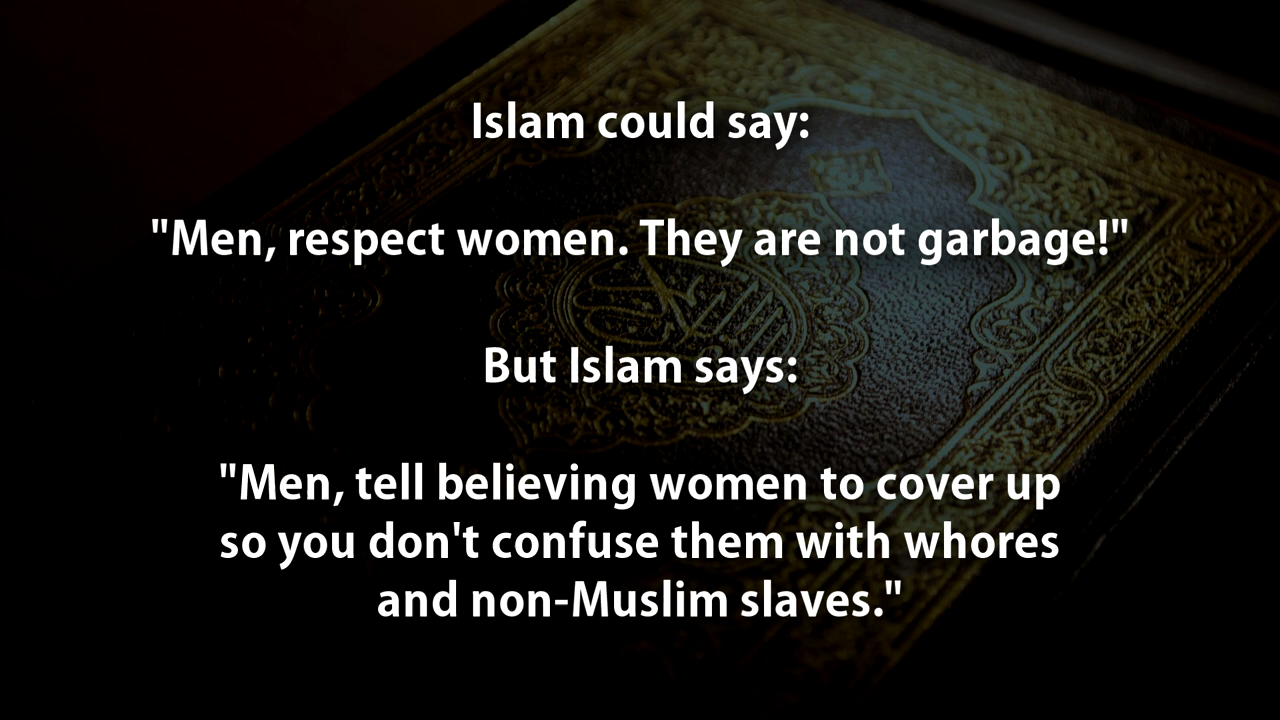 Islam could say:
"Men, respect women. They are not garbage!"
But Islam says:
"Men, tell believing women to cover up
so you don't confuse them with whores
and non-Muslim slaves."